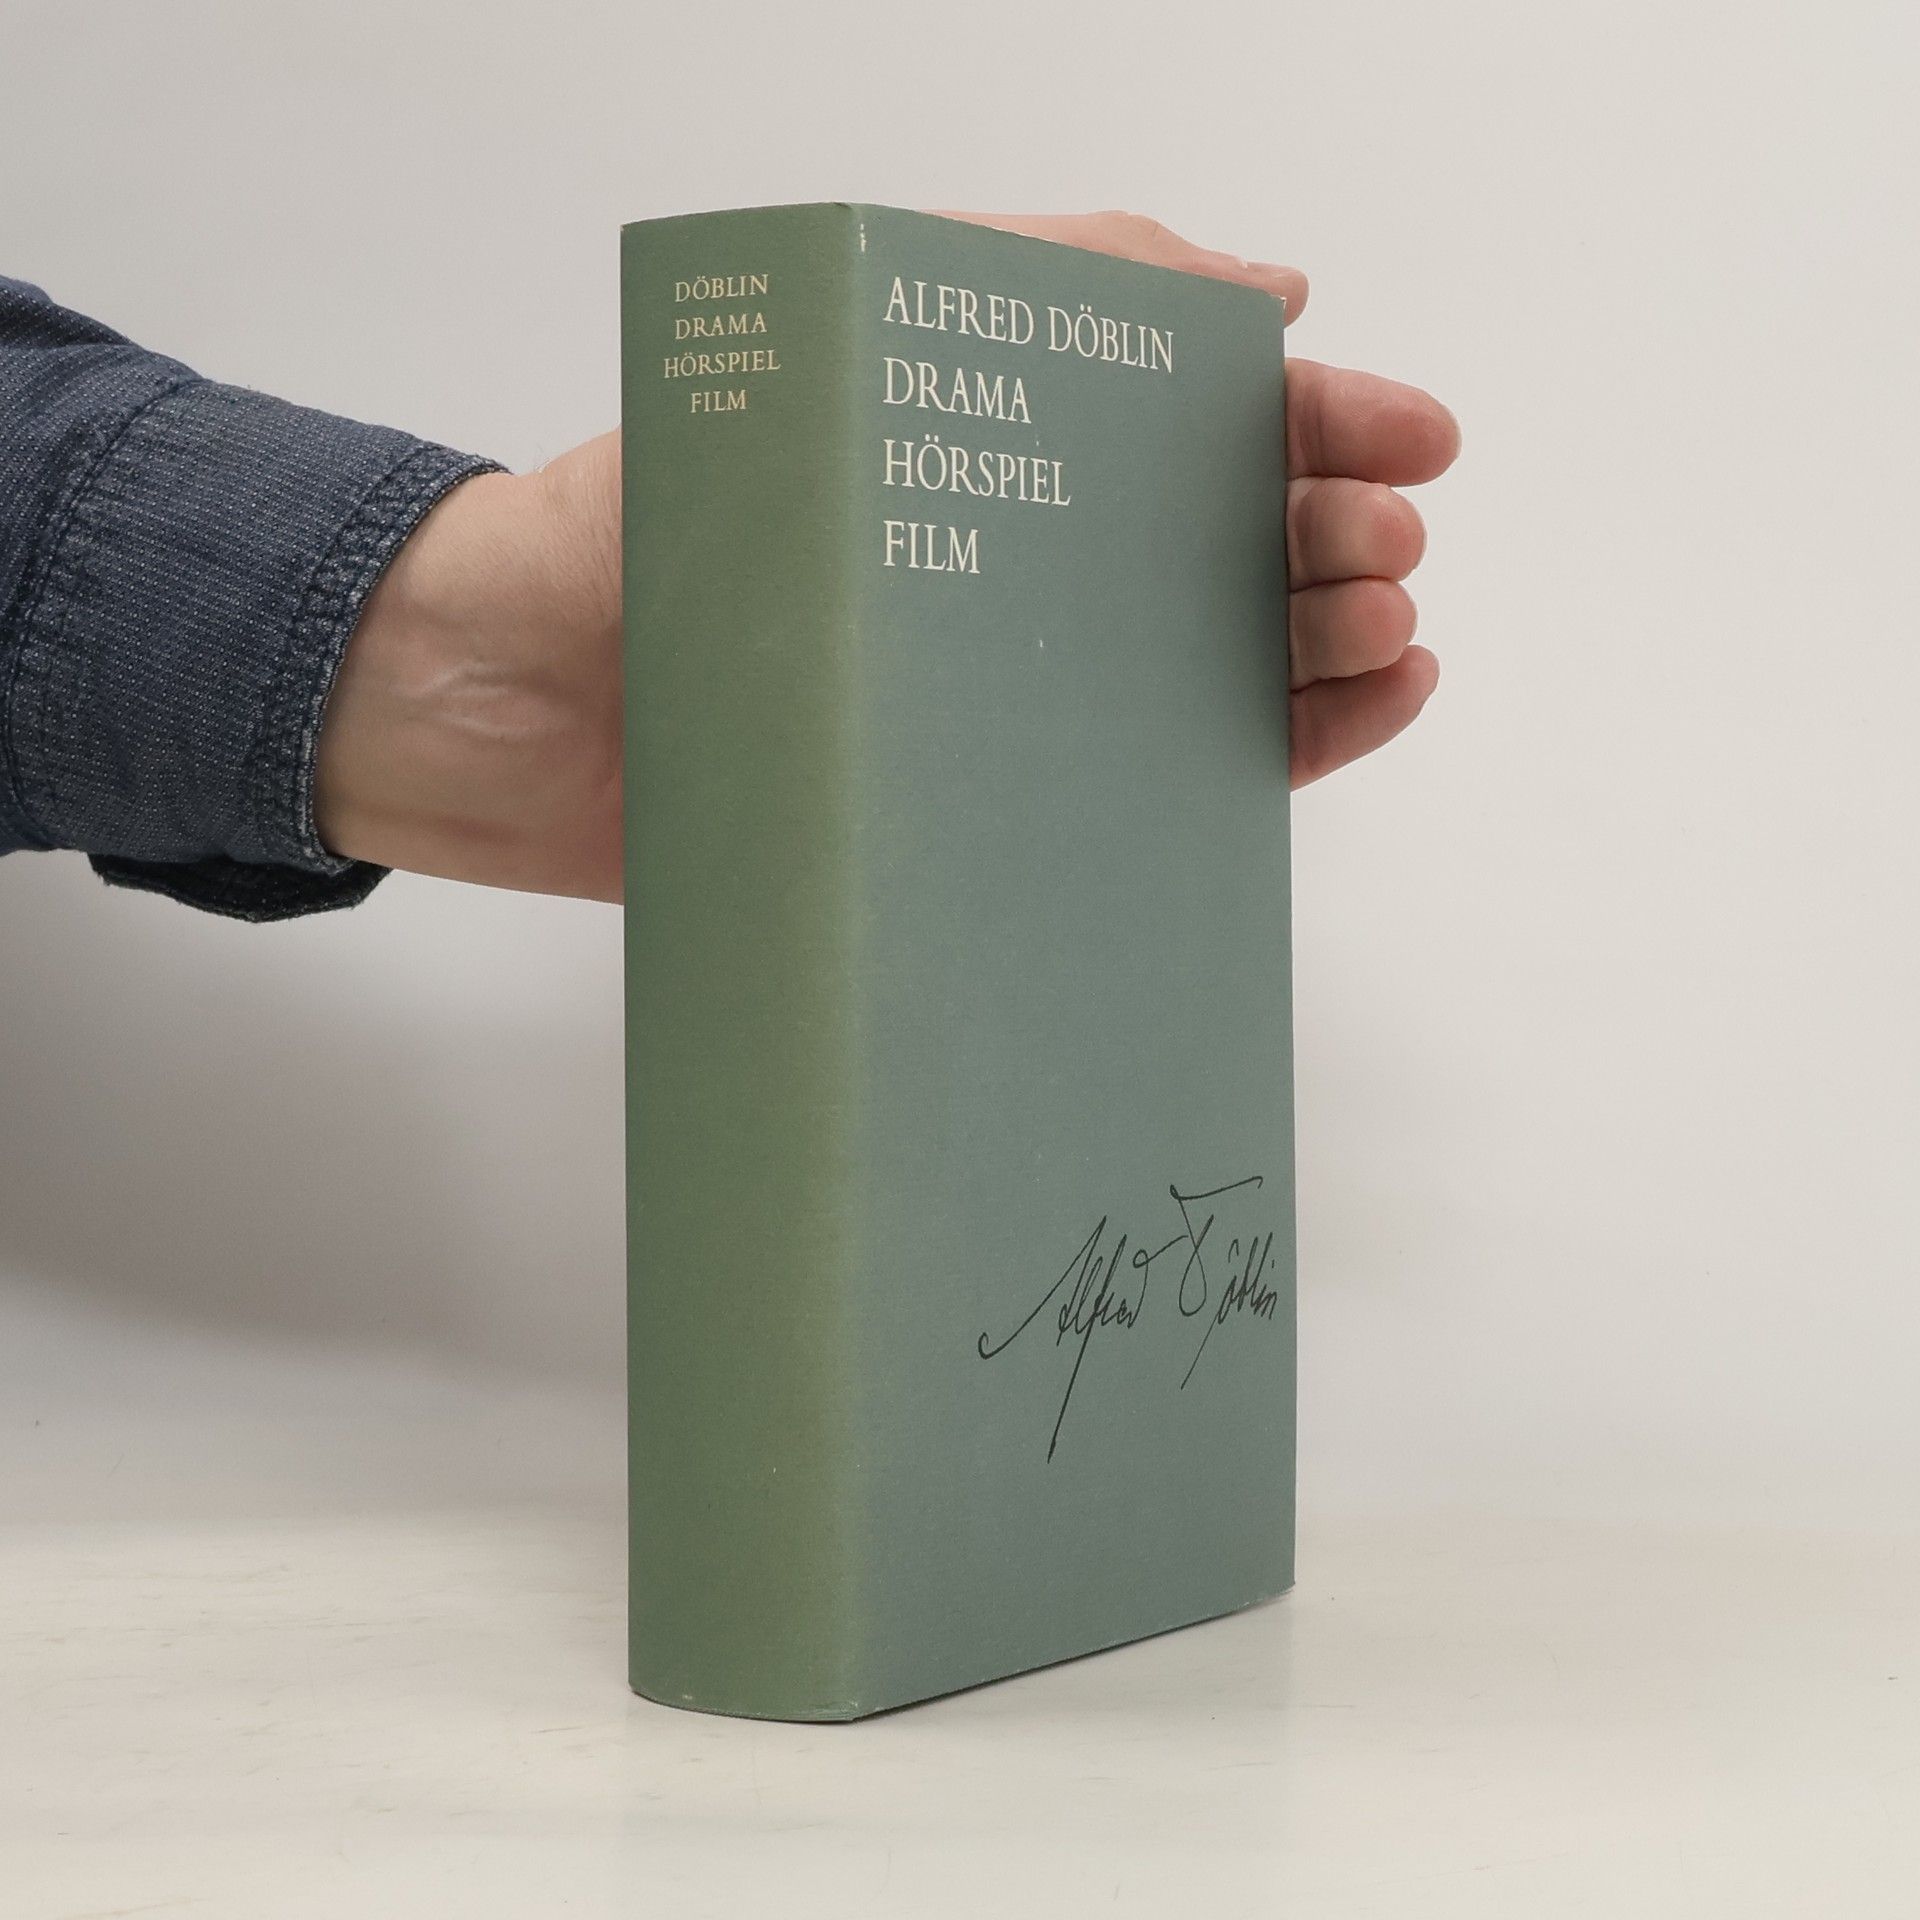 DÖBLIN
DRAMA
HÖRSPIEL
FILM
ALFRED DÖBLIN
DRAMA
HÖRSPIEL
FILM
Alfred Döblin